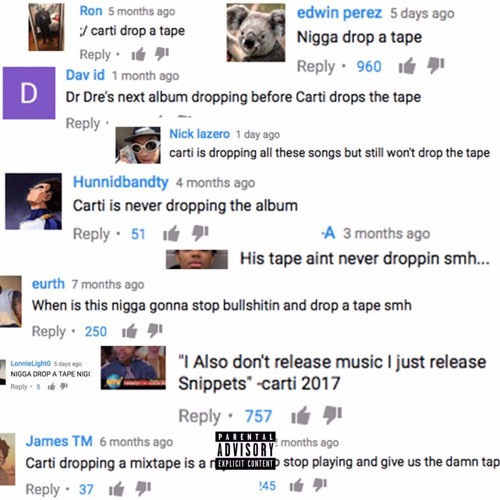 Ron 5 months ago
;/ carti drop a tape
Reply ·
edwin perez 5 days ago
Nigga drop a tape
Reply · 960
D
Dav id 1 month ago
Dr Dre's next album dropping before Carti drops the tape
Reply ·
Nick lazero 1 day ago
carti is dropping all these songs but still won't drop the tape
Hunnidbandty 4 months ago
Carti is never dropping the album
Reply · 51
-A 3 months ago
His tape aint never droppin smh...
eurth 7 months ago
When is this nigga gonna stop bullshitin and drop a tape smh
Reply · 250
LonnieLight0 5 days ago
NIGGA DROP A TAPE NIG
Reply · 5
"I Also don't release music I just release
Snippets" -carti 2017
Reply · 757
James TM 6 months ago
Carti dropping a mixtape is a
Reply · 37
PARENTAL
ADVISORY
EXPLICIT CONTENT
months ago
stop playing and give us the damn tap
45